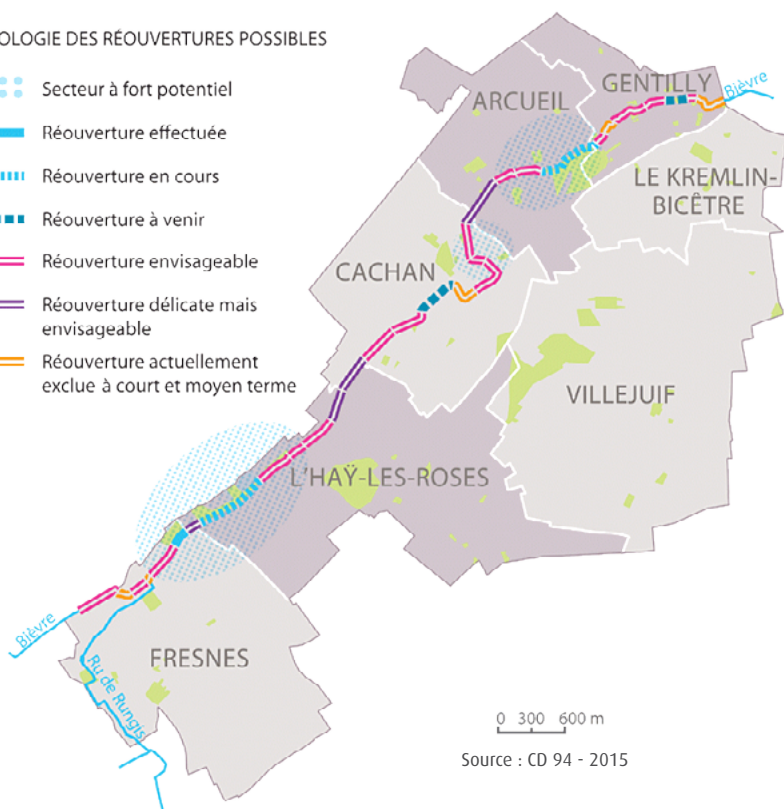 OLOGIE DES RÉOUVERTURES POSSIBLES
Secteur à fort potentiel
Réouverture effectuée
Réouverture en cours
Réouverture à venir
Réouverture envisageable
Réouverture délicate mais
envisageable
Réouverture actuellement
exclue à court et moyen terme
GENTILLY
Bièvre
ARCUEIL
LE KREMLIN-
BICÊTRE
CACHAN
VILLEJUIF
L'HAŸ-LES-ROSES
Bièvre
FRESNES
Ru de Rungis
0 300 600 m
Source : CD 94 - 2015